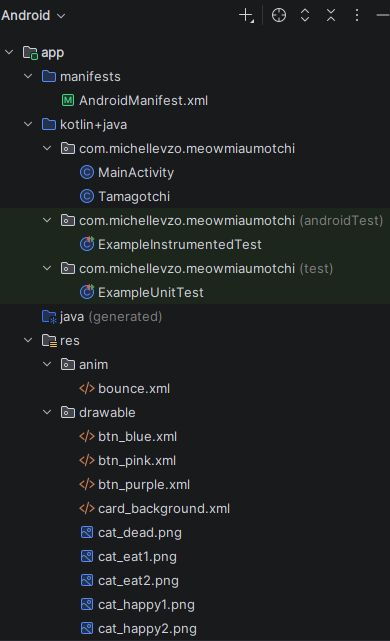 Android
app
manifests
AndroidManifest.xml
kotlin+java
com.michellevzo.meowmiaumotchi
MainActivity
Tamagotchi
com.michellevzo.meowmiaumotchi (androidTest)
ExampleInstrumentedTest
com.michellevzo.meowmiaumotchi (test)
ExampleUnitTest
java (generated)
res
anim
bounce.xml
drawable
btn_blue.xml
btn_pink.xml
btn_purple.xml
card_background.xml
cat_dead.png
cat_eat1.png
cat_eat2.png
cat_happy1.png
cat_happy2.png